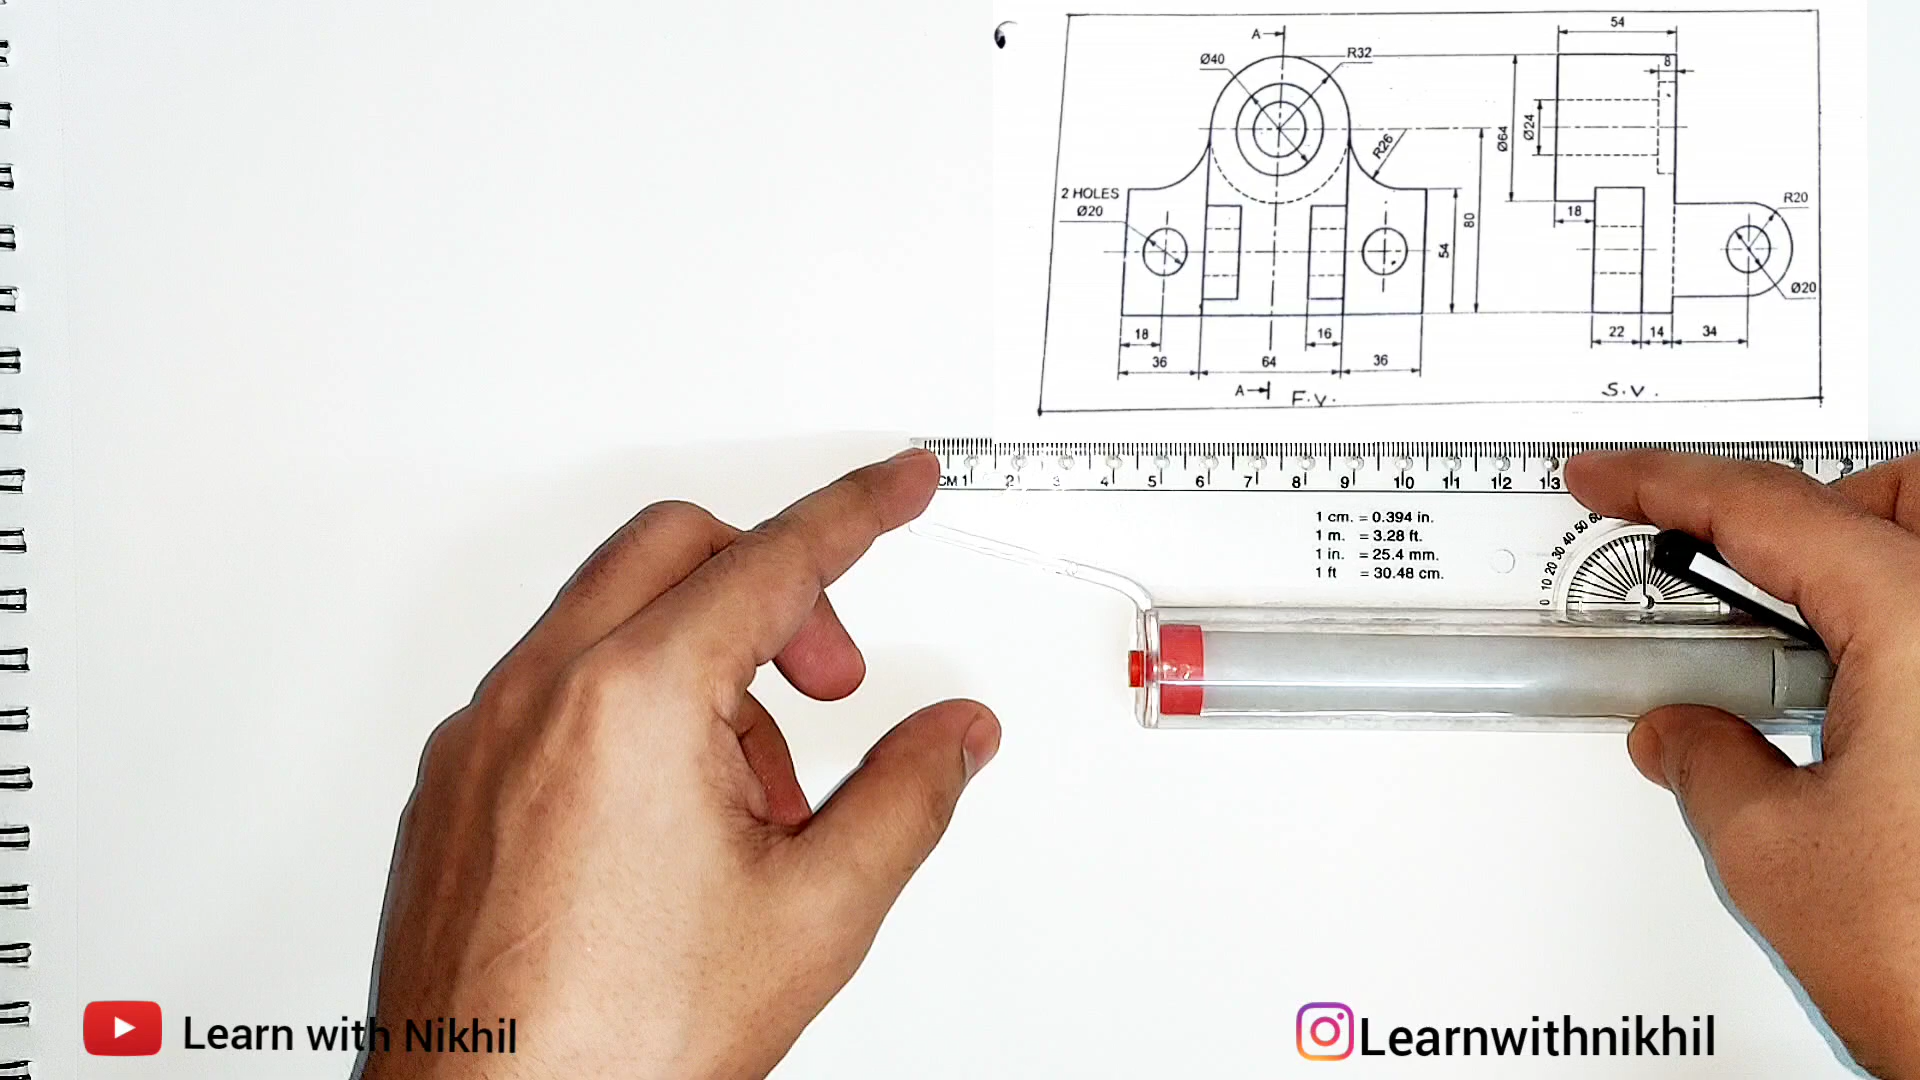 54
A
Ø40
R32
8
Ø64
Ø24
R26
2 HOLES
Ø20
18
R20
80
54
Ø20
18
16
22
14
34
36
64
36
A
F.V.
S.V.
CM 1 2 3 4 5 6 7 8 9 10 11 12 13
1 cm. = 0.394 in.
1 m. = 3.28 ft.
1 in. = 25.4 mm.
1 ft = 30.48 cm.
0 10 20 30 40 50 60
Learn with Nikhil
Learnwithnikhil